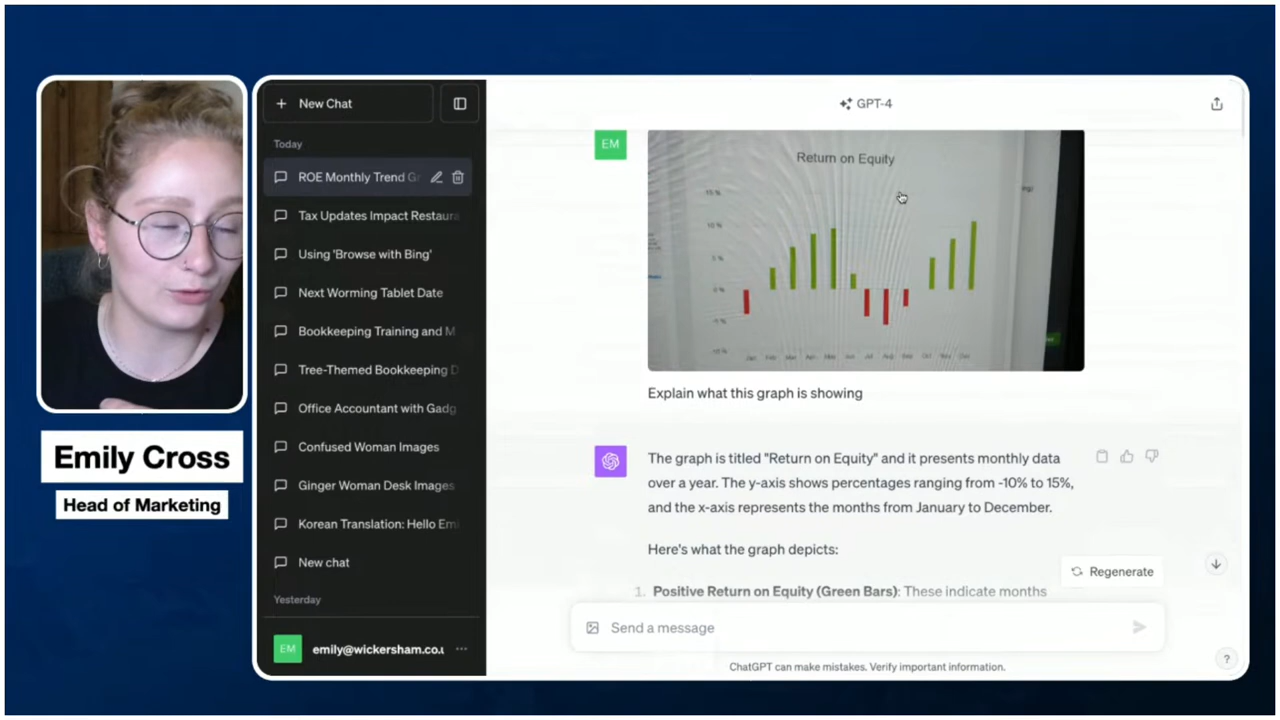 Emily Cross
Head of Marketing
New Chat
Today
ROE Monthly Trend Gr
Tax Updates Impact Restaura
Using 'Browse with Bing'
Next Worming Tablet Date
Bookkeeping Training and M
Tree-Themed Bookkeeping D
Office Accountant with Gadg
Confused Woman Images
Ginger Woman Desk Images
Korean Translation: Hello Emi
New chat
Yesterday
EM
emily@wickersham.co.u
GPT-4
EM
Return on Equity
15 %
10 %
5 %
0 %
Explain what this graph is showing
The graph is titled "Return on Equity" and it presents monthly data
over a year. The y-axis shows percentages ranging from -10% to 15%,
and the x-axis represents the months from January to December.
Here's what the graph depicts:
Regenerate
1. Positive Return on Equity (Green Bars): These indicate months
Send a message
ChatGPT can make mistakes. Verify important information.
?